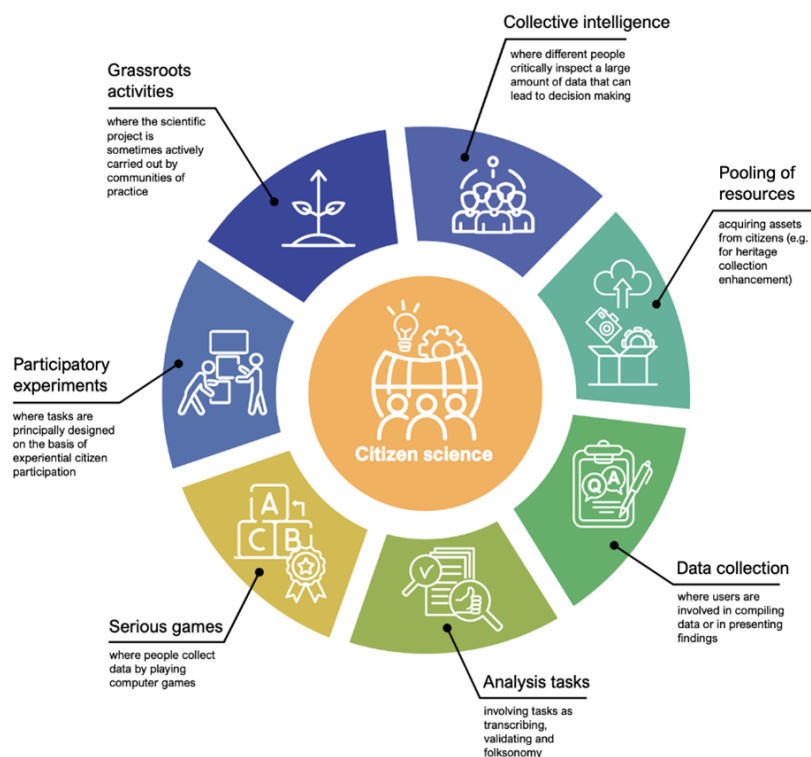 Collective intelligence
where different people
critically inspect a large
amount of data that can
lead to decision making
Grassroots
activities
where the scientific
project is
sometimes actively
carried out by
communities of
practice
Pooling of
resources
acquiring assets
from citizens (e.g.
for heritage
collection
enhancement)
Participatory
experiments
where tasks are
principally designed
on the basis of
experiential citizen
participation
Citizen science
Q A
A
C B
Data collection
where users are
involved in compiling
data or in presenting
findings
Serious games
where people collect
data by playing
computer games
Analysis tasks
involving tasks as
transcribing,
validating and
folksonomy